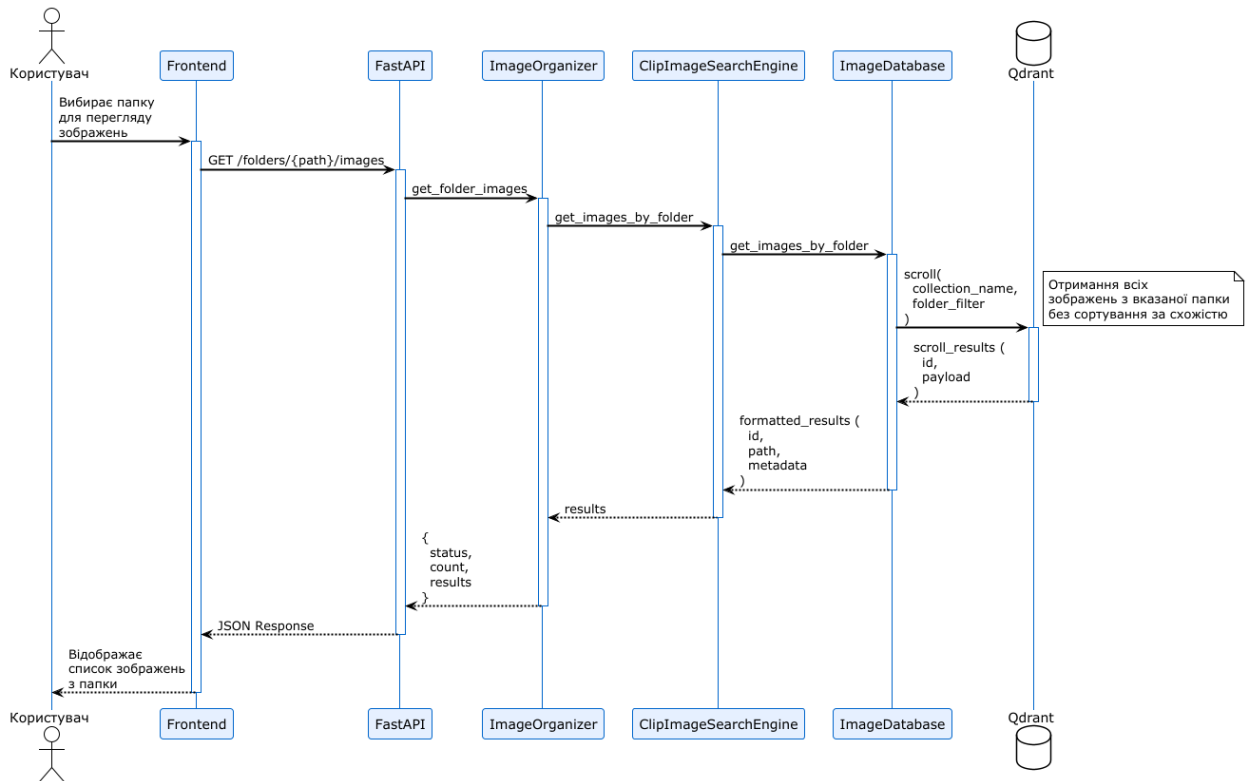 Користувач
Frontend
FastAPI
ImageOrganizer
ClipImageSearchEngine
ImageDatabase
Qdrant
Вибирає папку
для перегляду
зображень
GET /folders/{path}/images
get_folder_images
get_images_by_folder
get_images_by_folder
scroll(
collection_name,
folder_filter
)
Отримання всіх
зображень з вказаної папки
без сортування за схожістю
scroll_results (
id,
payload
)
formatted_results (
id,
path,
metadata
)
results
{
status,
count,
results
}
JSON Response
Відображає
список зображень
з папки
Користувач
Frontend
FastAPI
ImageOrganizer
ClipImageSearchEngine
ImageDatabase
Qdrant